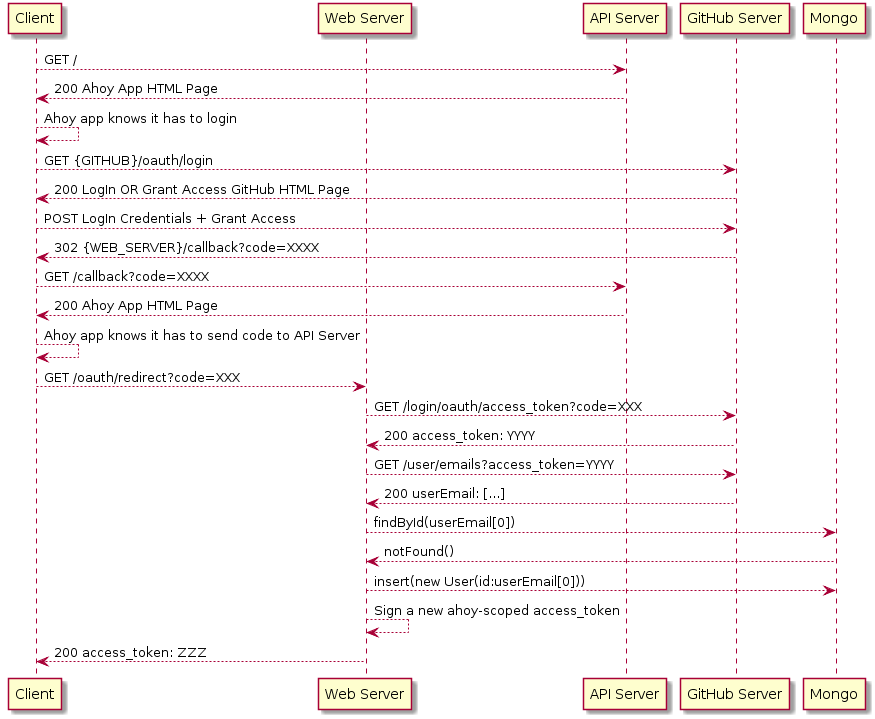 Client Web Server API Server GitHub Server Mongo
GET /
200 Ahoy App HTML Page
Ahoy app knows it has to login
GET {GITHUB}/oauth/login
200 LogIn OR Grant Access GitHub HTML Page
POST LogIn Credentials + Grant Access
302 {WEB_SERVER}/callback?code=XXXX
GET /callback?code=XXXX
200 Ahoy App HTML Page
Ahoy app knows it has to send code to API Server
GET /oauth/redirect?code=XXX
GET /login/oauth/access_token?code=XXX
200 access_token: YYYY
GET /user/emails?access_token=YYYY
200 userEmail: [...]
findById(userEmail[0])
notFound()
insert(new User(id:userEmail[0]))
Sign a new ahoy-scoped access_token
200 access_token: ZZZ
Client Web Server API Server GitHub Server Mongo